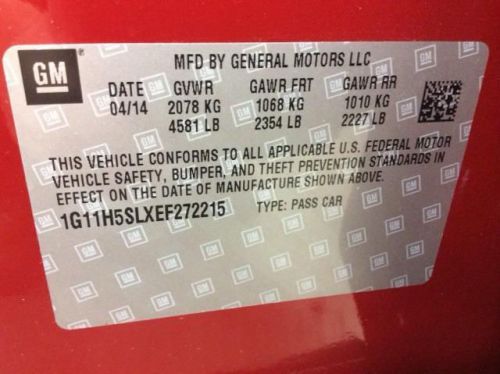 GM MFD BY GENERAL MOTORS LLC
DATE GVWR GAWR FRT GAWR RR
04/14 2078 KG 1068 KG 1010 KG
4581 LB 2354 LB 2227 LB
THIS VEHICLE CONFORMS TO ALL APPLICABLE U.S. FEDERAL MOTOR
VEHICLE SAFETY, BUMPER, AND THEFT PREVENTION STANDARDS IN
EFFECT ON THE DATE OF MANUFACTURE SHOWN ABOVE.
1G11H5SLXEF272215 TYPE: PASS CAR